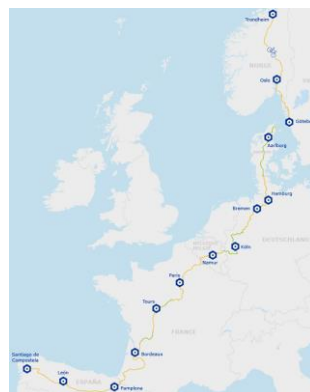 Trondheim
NORGE
Oslo
Göteborg
Aalborg
Hamburg
Bremen
DEUTSCHLAND
Köln
Namur
Paris
Tours
FRANCE
Bordeaux
Santiago de
Compostela
León
ESPAÑA
Pamplona